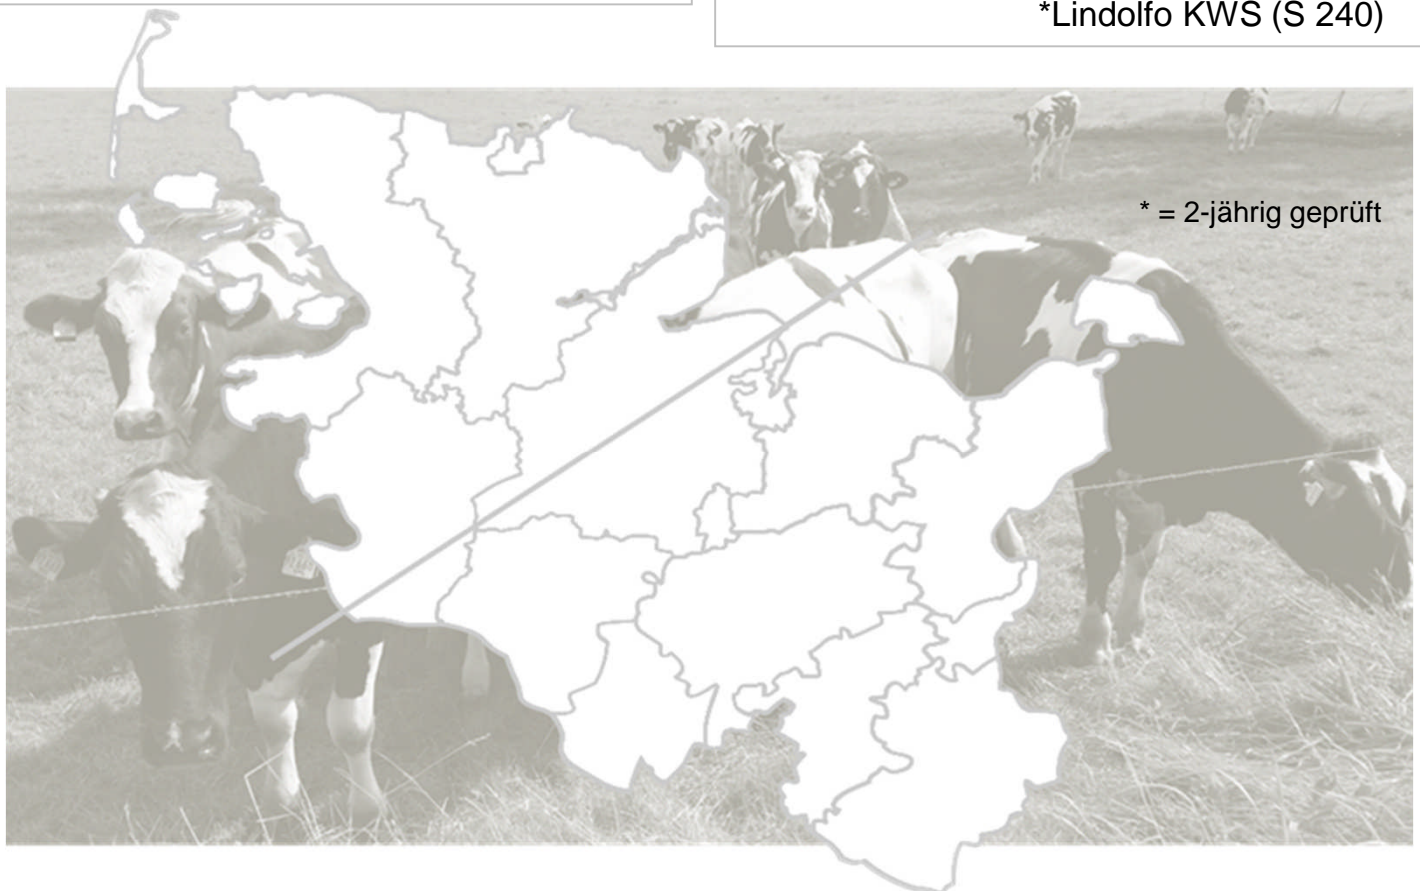 *Lindolfo KWS (S 240)
* = 2-jährig geprüft